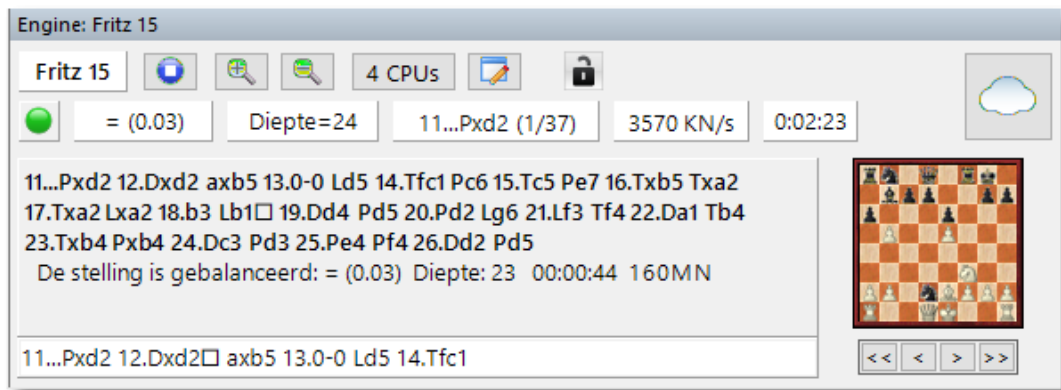 Engine: Fritz 15
Fritz 15 4 CPUs
= (0.03) Diepte=24 11...Pxd2 (1/37) 3570 KN/s 0:02:23
11...Pxd2 12.Dxd2 axb5 13.0-0 Ld5 14.Tfc1 Pc6 15.Tc5 Pe7 16.Txb5 Txa2
17.Txa2 Lxa2 18.b3 Lb1□ 19.Dd4 Pd5 20.Pd2 Lg6 21.Lf3 Tf4 22.Da1 Tb4
23.Txb4 Pxb4 24.Dc3 Pd3 25.Pe4 Pf4 26.Dd2 Pd5
De stelling is gebalanceerd: = (0.03) Diepte: 23 00:00:44 160MN
11...Pxd2 12.Dxd2□ axb5 13.0-0 Ld5 14.Tfc1
<< < > >>